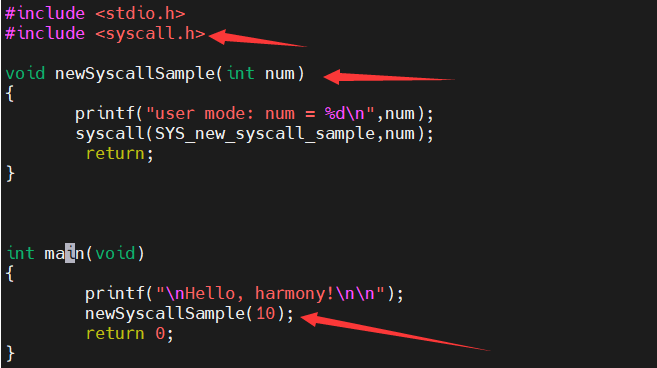 #include <stdio.h>
#include <syscall.h>
void newSyscallSample(int num)
{
printf("user mode: num = %d\n",num);
syscall(SYS_new_syscall_sample,num);
return;
}
int main(void)
{
printf("\nHello, harmony!\n\n");
newSyscallSample(10);
return 0;
}